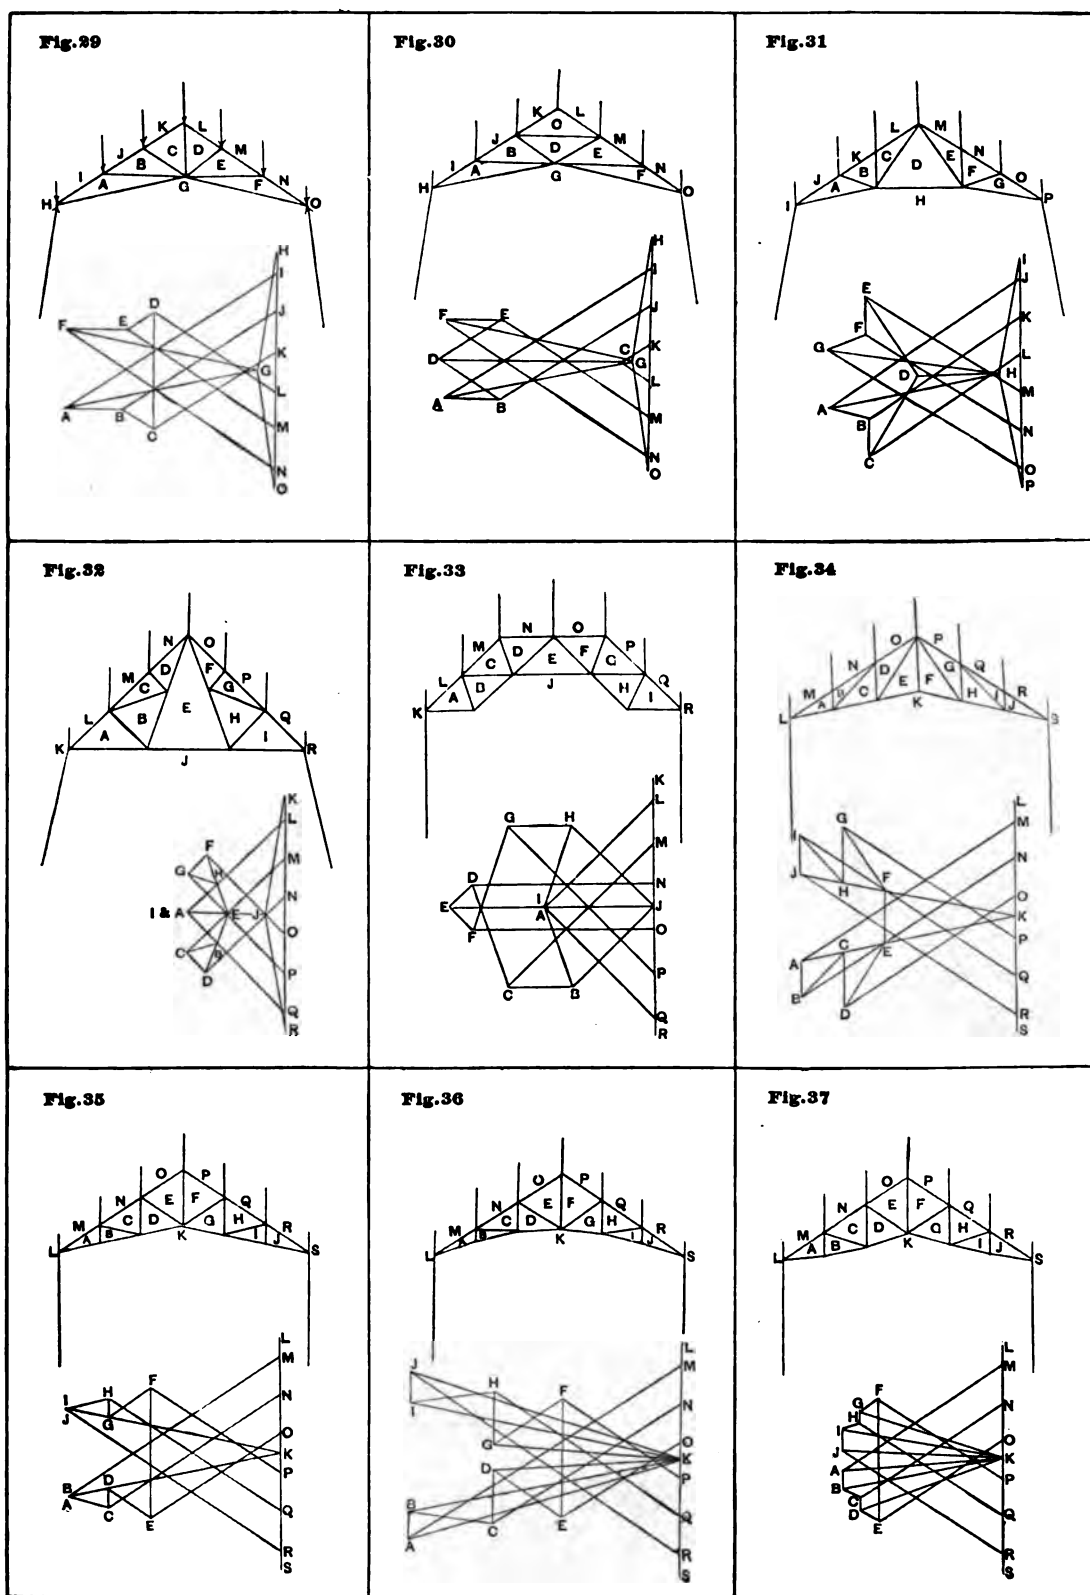 Fig.29
K L
J B C D E M
I A G F N
H O
H
I
D
F E J
K
G
L
A B M
C
N
O
Fig.30
K L
O
J B D E M
I A G F N
H O
H
I
F E J
C K
D G
L
A B M
N
O
Fig.31
L M
K C D E N
J A B F G O
I H P
I
J
E
K
F
G L
D H
A M
B
C N
O
P
Fig.32
N O
M D F P
C G
L B E H Q
A I
K R
J
K
L
F M
G H
N
I & A E J
O
C B
D P
Q
R
Fig.33
N O
M D E F P
L C G Q
A B J H I
K R
K
L
G H M
D N
E I J
A
F O
P
C B
Q
R
Fig.34
O P
N D G Q
M A B C E F H I J R
L K S
L
M
G
I N
J H F O
K
P
A C E
B Q
D
R
S
Fig.35
O P
N E F Q
M C D G H R
A B K I J
L S
L
M
F
I H N
J G
O
K
P
B D
A C Q
E
R
S
Fig.36
O P
N E F Q
M C D G H R
A B K I J
L S
L
J M
H F
I N
G O
K
D P
B
C E Q
A
R
S
Fig.37
O P
N E F Q
M C D G H R
A B K I J
L S
L
M
F
G N
H
I O
J K
A P
B
C
D E Q
R
S